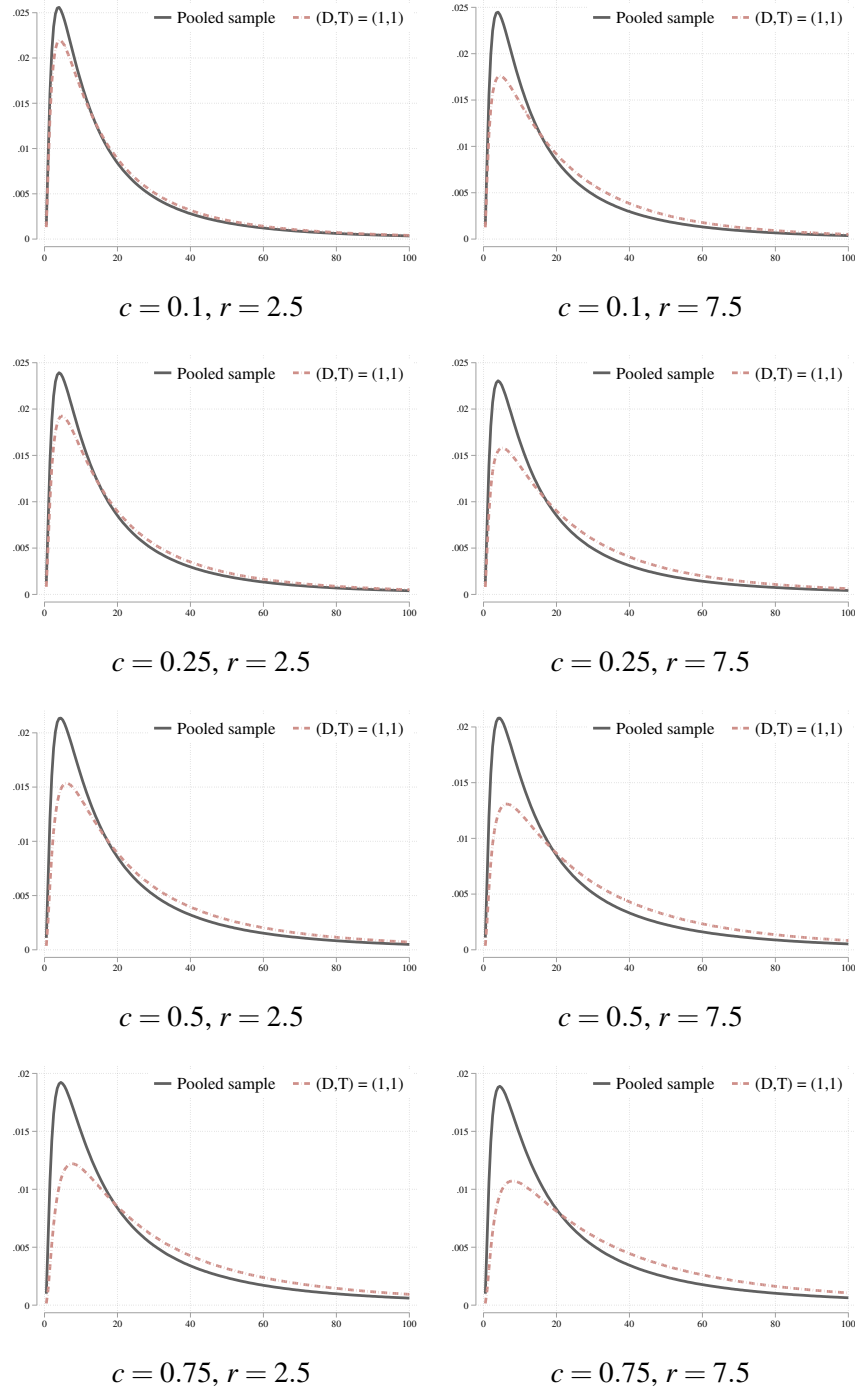 Pooled sample (D,T) = (1,1)
.025
.02
.015
.01
.005
0
0 20 40 60 80 100
c = 0.1, r = 2.5
Pooled sample (D,T) = (1,1)
.025
.02
.015
.01
.005
0
0 20 40 60 80 100
c = 0.1, r = 7.5
Pooled sample (D,T) = (1,1)
.025
.02
.015
.01
.005
0
0 20 40 60 80 100
c = 0.25, r = 2.5
Pooled sample (D,T) = (1,1)
.025
.02
.015
.01
.005
0
0 20 40 60 80 100
c = 0.25, r = 7.5
Pooled sample (D,T) = (1,1)
.02
.015
.01
.005
0
0 20 40 60 80 100
c = 0.5, r = 2.5
Pooled sample (D,T) = (1,1)
.02
.015
.01
.005
0
0 20 40 60 80 100
c = 0.5, r = 7.5
Pooled sample (D,T) = (1,1)
.02
.015
.01
.005
0
0 20 40 60 80 100
c = 0.75, r = 2.5
Pooled sample (D,T) = (1,1)
.02
.015
.01
.005
0
0 20 40 60 80 100
c = 0.75, r = 7.5